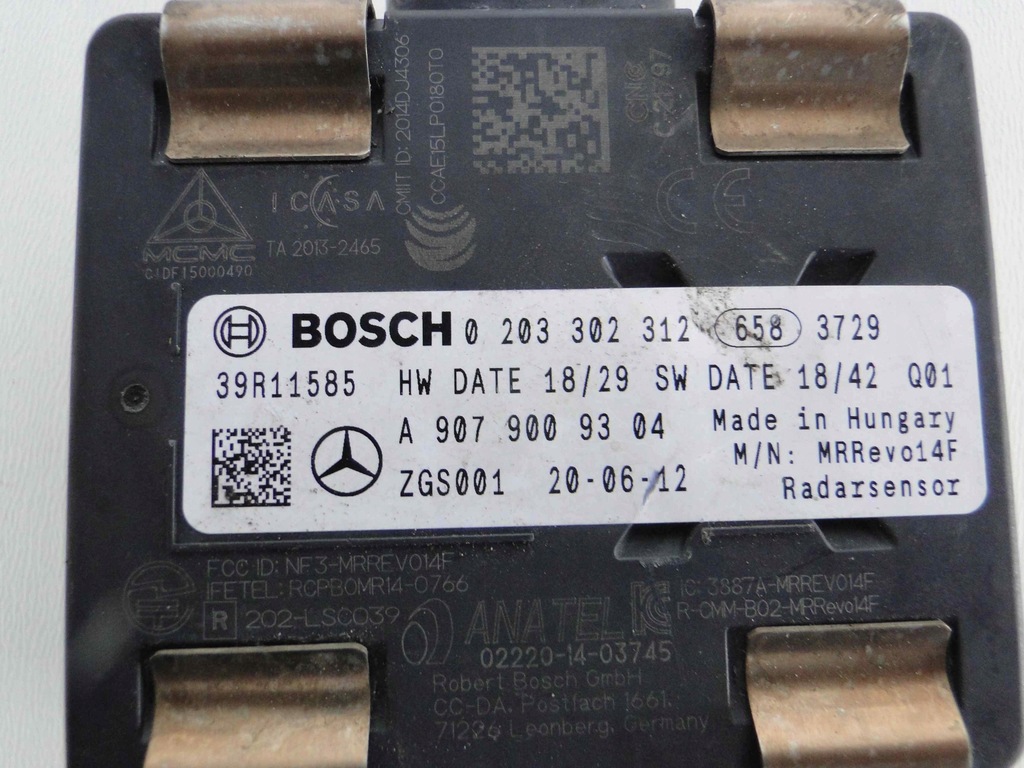 CMIIT ID: 2014DJ4306
CCAE15LP0180T0
CNC
ICASA
TA 2013-2465
MCMC
CIDF15000490
CE
BOSCH 0 203 302 312 658 3729
39R11585 HW DATE 18/29 SW DATE 18/42 Q01
A 907 900 93 04 Made in Hungary
M/N: MRRevo14F
ZGS001 20-06-12 Radarsensor
FCC ID: NF3-MRREVO14F
IFETEL: RCPBOMR14-0766
R 202-LSC039
ANATEL
02220-14-03745
IC: 3887A-MRREVO14F
R-CMM-B02-MRRevo14F
Robert Bosch GmbH
CC-DA, Postfach 1661,
71226 Leonberg, Germany